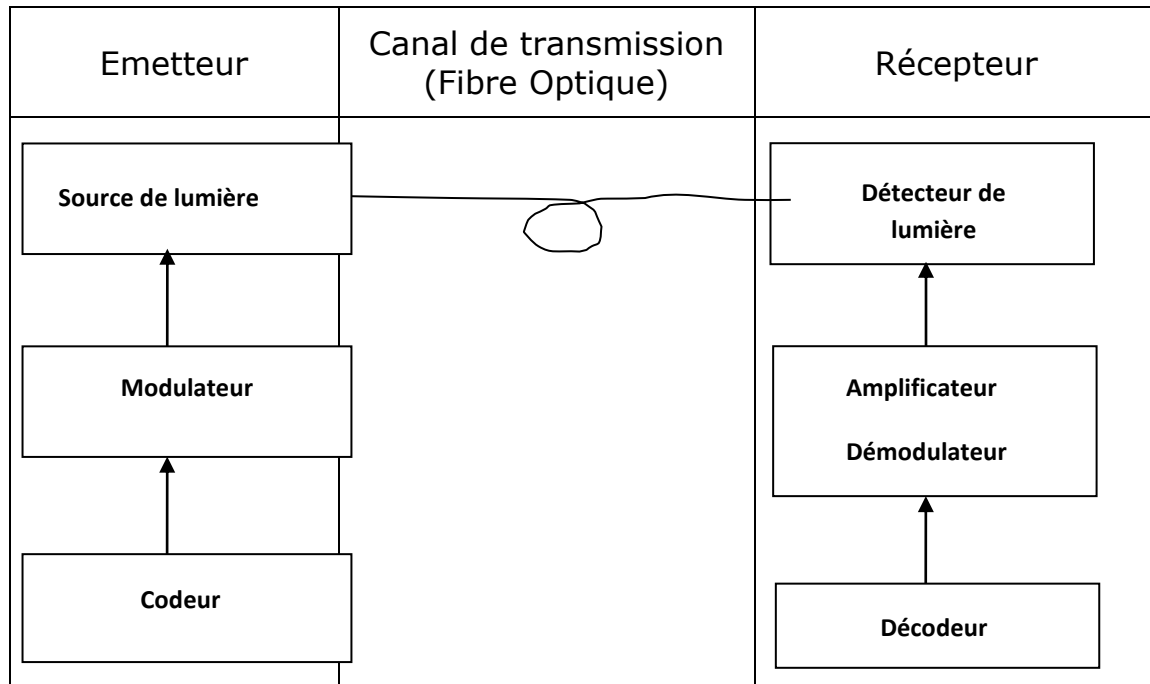 Emetteur
Canal de transmission
(Fibre Optique)
Récepteur
Source de lumière
Détecteur de
lumière
Modulateur
Amplificateur
Démodulateur
Codeur
Décodeur